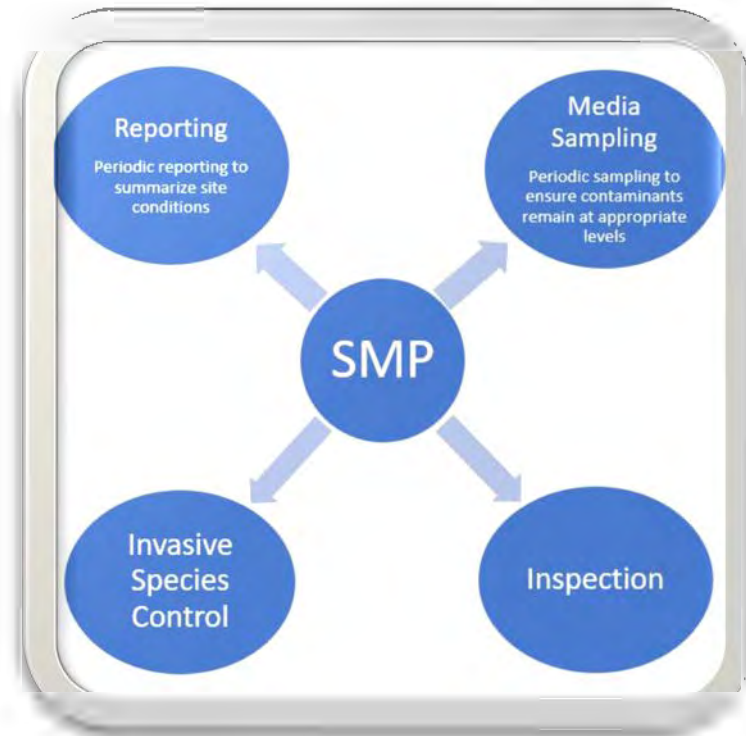 Reporting
Periodic reporting to
summarize site
conditions
Media
Sampling
Periodic sampling to
ensure contaminants
remain at appropriate
levels
SMP
Invasive
Species
Control
Inspection